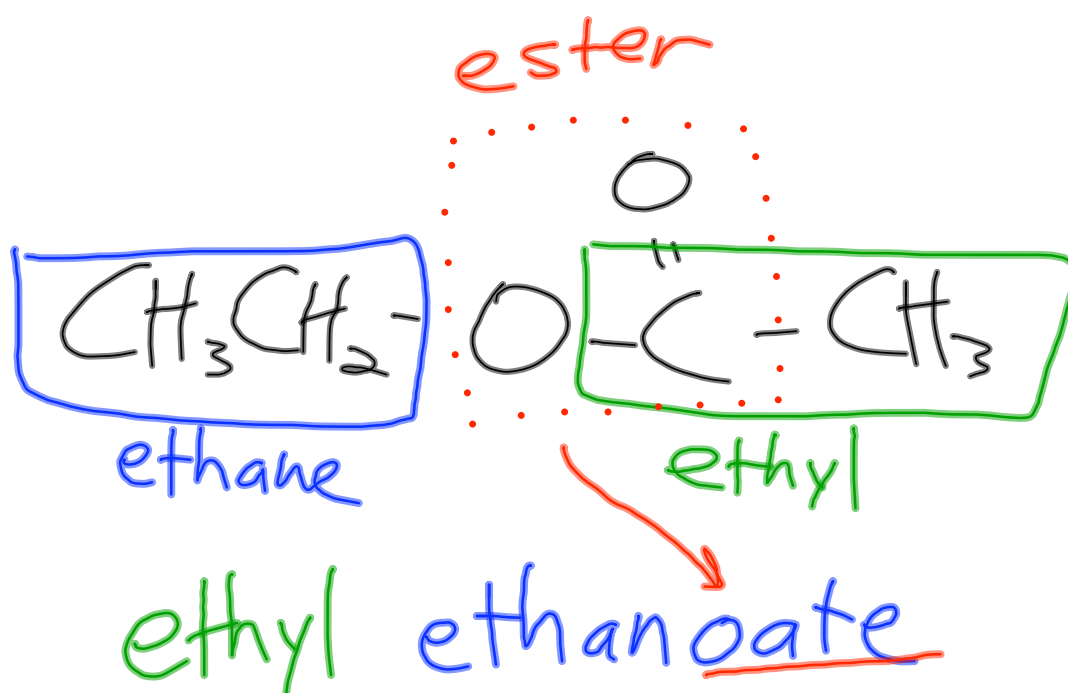 ester
O
"
CH3CH2-O-C-CH3
ethane ethyl
ethyl ethanoate